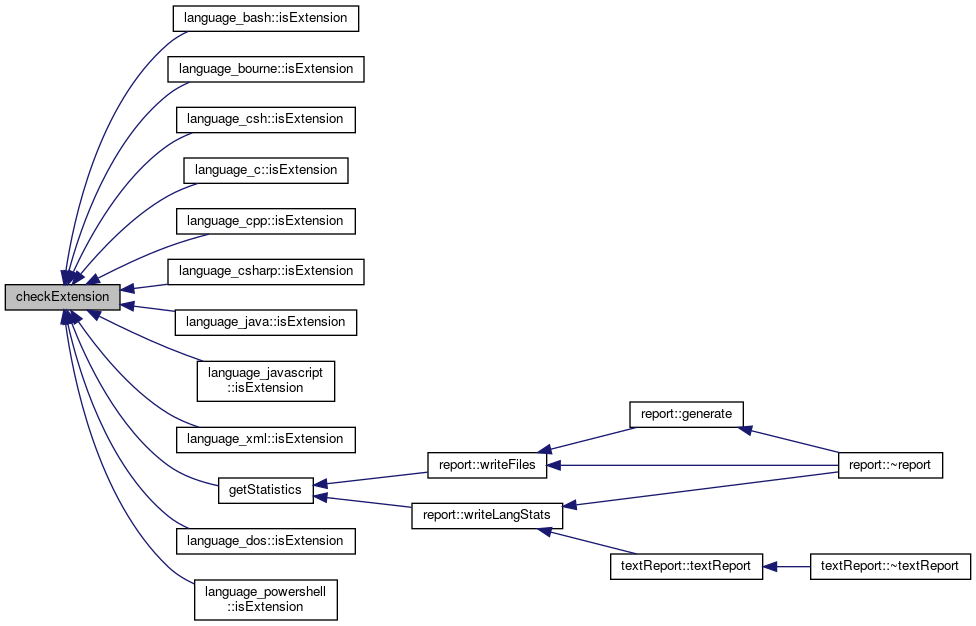 language_bash::isExtension
language_bourne::isExtension
language_csh::isExtension
language_c::isExtension
language_cpp::isExtension
language_csharp::isExtension
checkExtension
language_java::isExtension
language_javascript
::isExtension
report::generate
language_xml::isExtension
report::writeFiles
report::~report
getStatistics
report::writeLangStats
language_dos::isExtension
textReport::textReport
textReport::~textReport
language_powershell
::isExtension